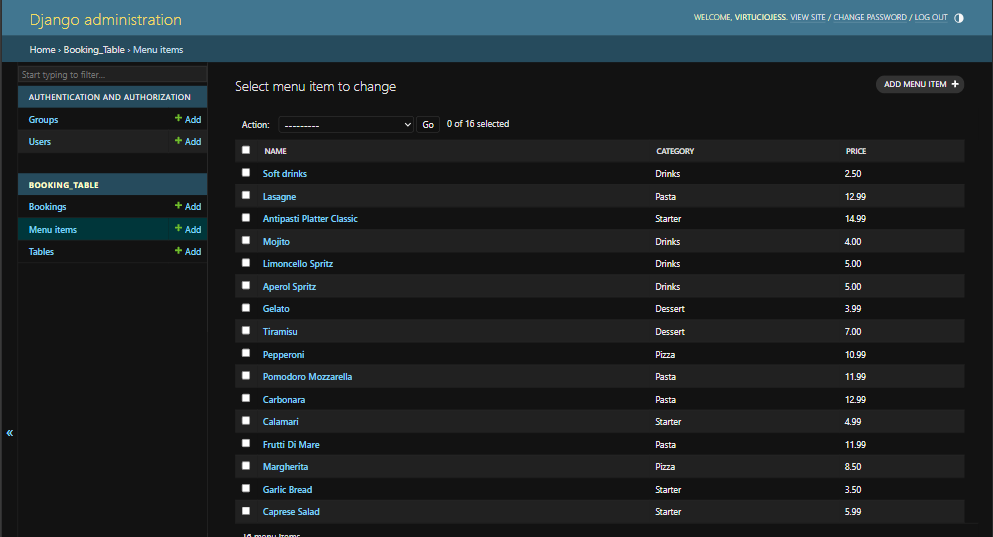 Django administration
WELCOME, VIRTUCIOJESS. VIEW SITE / CHANGE PASSWORD / LOG OUT
Home › Booking_Table › Menu items
Start typing to filter...
AUTHENTICATION AND AUTHORIZATION
Groups + Add
Users + Add
BOOKING_TABLE
Bookings + Add
Menu items + Add
Tables + Add
«
Select menu item to change
ADD MENU ITEM +
Action: --------- Go 0 of 16 selected
NAME CATEGORY PRICE
Soft drinks Drinks 2.50
Lasagne Pasta 12.99
Antipasti Platter Classic Starter 14.99
Mojito Drinks 4.00
Limoncello Spritz Drinks 5.00
Aperol Spritz Drinks 5.00
Gelato Dessert 3.99
Tiramisu Dessert 7.00
Pepperoni Pizza 10.99
Pomodoro Mozzarella Pasta 11.99
Carbonara Pasta 12.99
Calamari Starter 4.99
Frutti Di Mare Pasta 11.99
Margherita Pizza 8.50
Garlic Bread Starter 3.50
Caprese Salad Starter 5.99
16 menu items